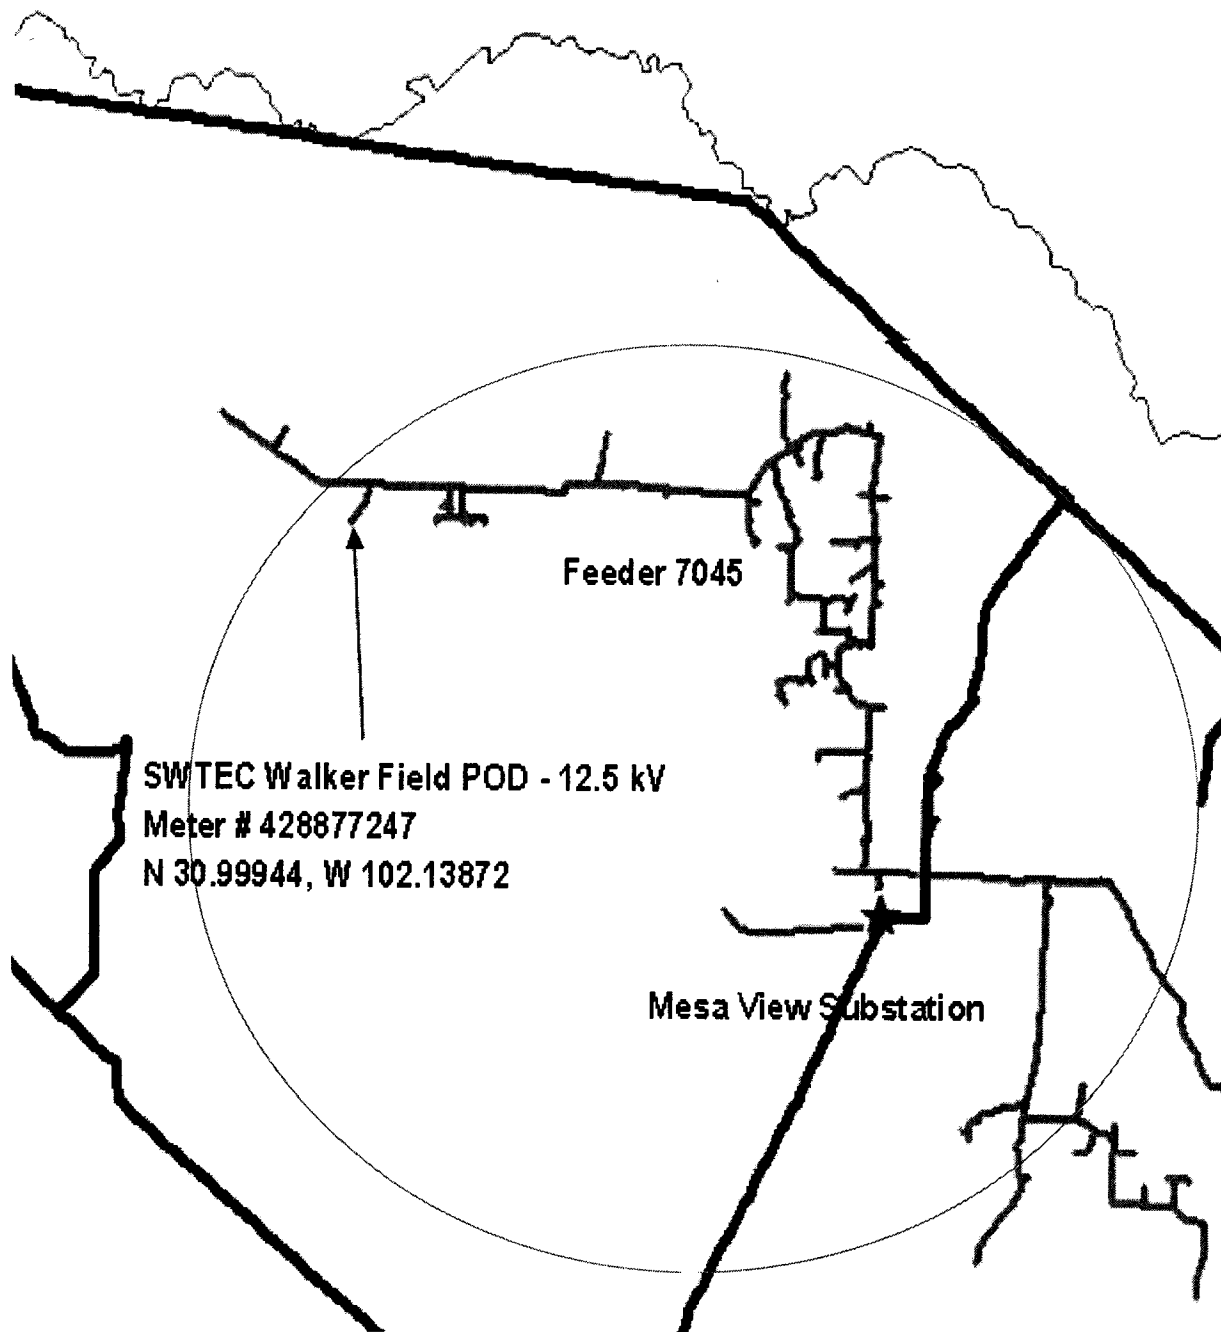 Feeder 7045
SWTEC Walker Field POD - 12.5 kV
Meter # 428877247
N 30.99944, W 102.13872
Mesa View Substation